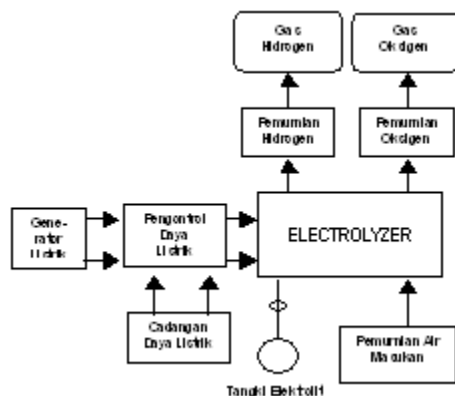 Gas
Hidrogen
Gas
Oksigen
Pemurnian
Hidrogen
Pemurnian
Oksigen
Gene-
rator
Listrik
Pengontrol
Daya
Listrik
ELECTROLYZER
Cadangan
Daya Listrik
Pemurnian Air
Masukan
Tangki Elektolit